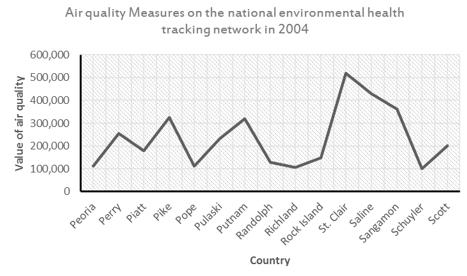 Air quality Measures on the national environmental health
tracking network in 2004
600,000
500,000
400,000
300,000
200,000
100,000
0
Value of air quality
Peoria
Perry
Piatt
Pike
Pope
Pulaski
Putnam
Randolph
Richland
Rock Island
St. Clair
Saline
Sangamon
Schuyler
Scott
Country